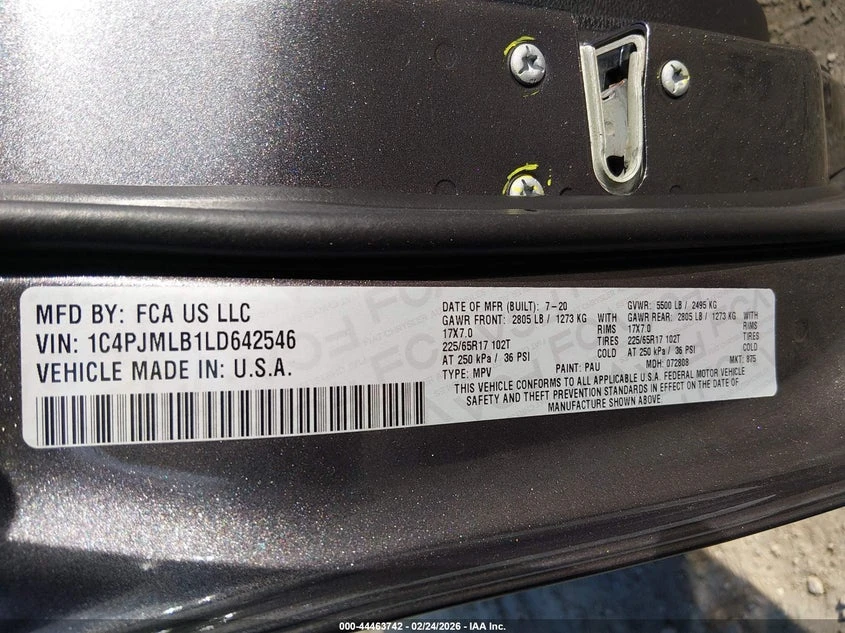 MFD BY: FCA US LLC
VIN: 1C4PJMLB1LD642546
VEHICLE MADE IN: U.S.A.
DATE OF MFR (BUILT): 7-20 GVWR: 5500 LB / 2495 KG
GAWR FRONT: 2805 LB / 1273 KG WITH GAWR REAR: 2805 LB / 1273 KG WITH
17X7.0 RIMS 17X7.0 RIMS
225/65R17 102T TIRES 225/65R17 102T TIRES
AT 250 kPa / 36 PSI COLD AT 250 kPa / 36 PSI COLD
TYPE: MPV PAINT: PAU MDH: 072808 MKT: 875
THIS VEHICLE CONFORMS TO ALL APPLICABLE U.S.A. FEDERAL MOTOR VEHICLE
SAFETY AND THEFT PREVENTION STANDARDS IN EFFECT ON THE DATE OF
MANUFACTURE SHOWN ABOVE.
000-44463742 - 02/24/2026 - IAA Inc.